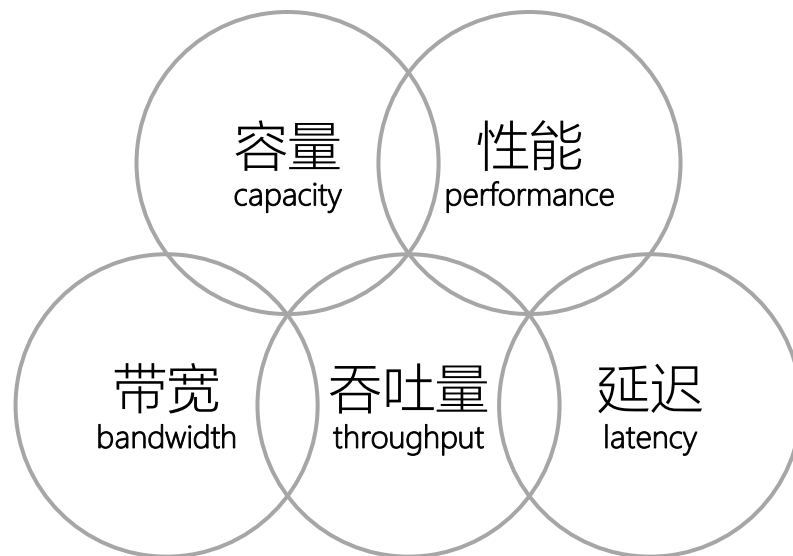 容量
capacity
性能
performance
带宽
bandwidth
吞吐量
throughput
延迟
latency